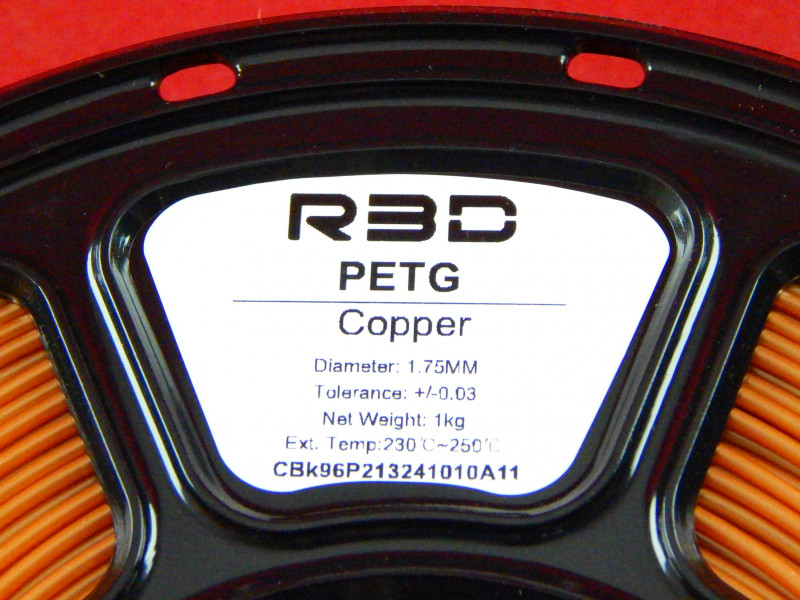 R3D
PETG
Copper
Diameter: 1.75MM
Tolerance: +/-0.03
Net Weight: 1kg
Ext. Temp:230℃~250℃
CBk96P213241010A11